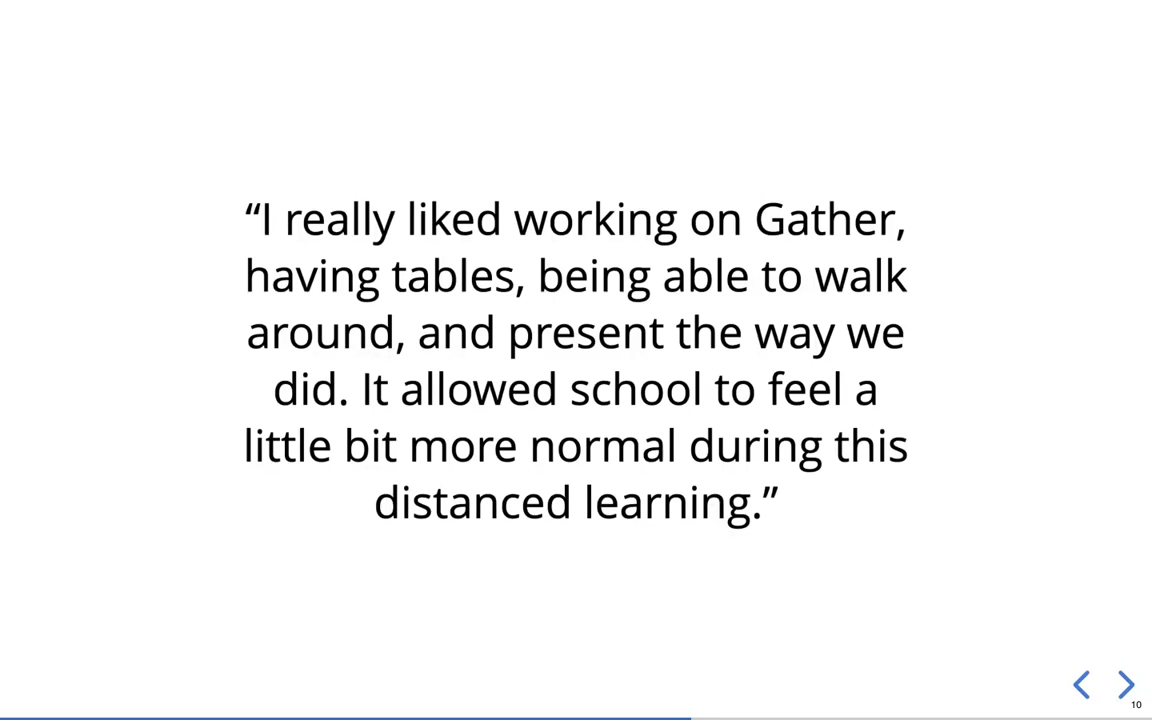 “I really liked working on Gather,
having tables, being able to walk
around, and present the way we
did. It allowed school to feel a
little bit more normal during this
distanced learning.”
10